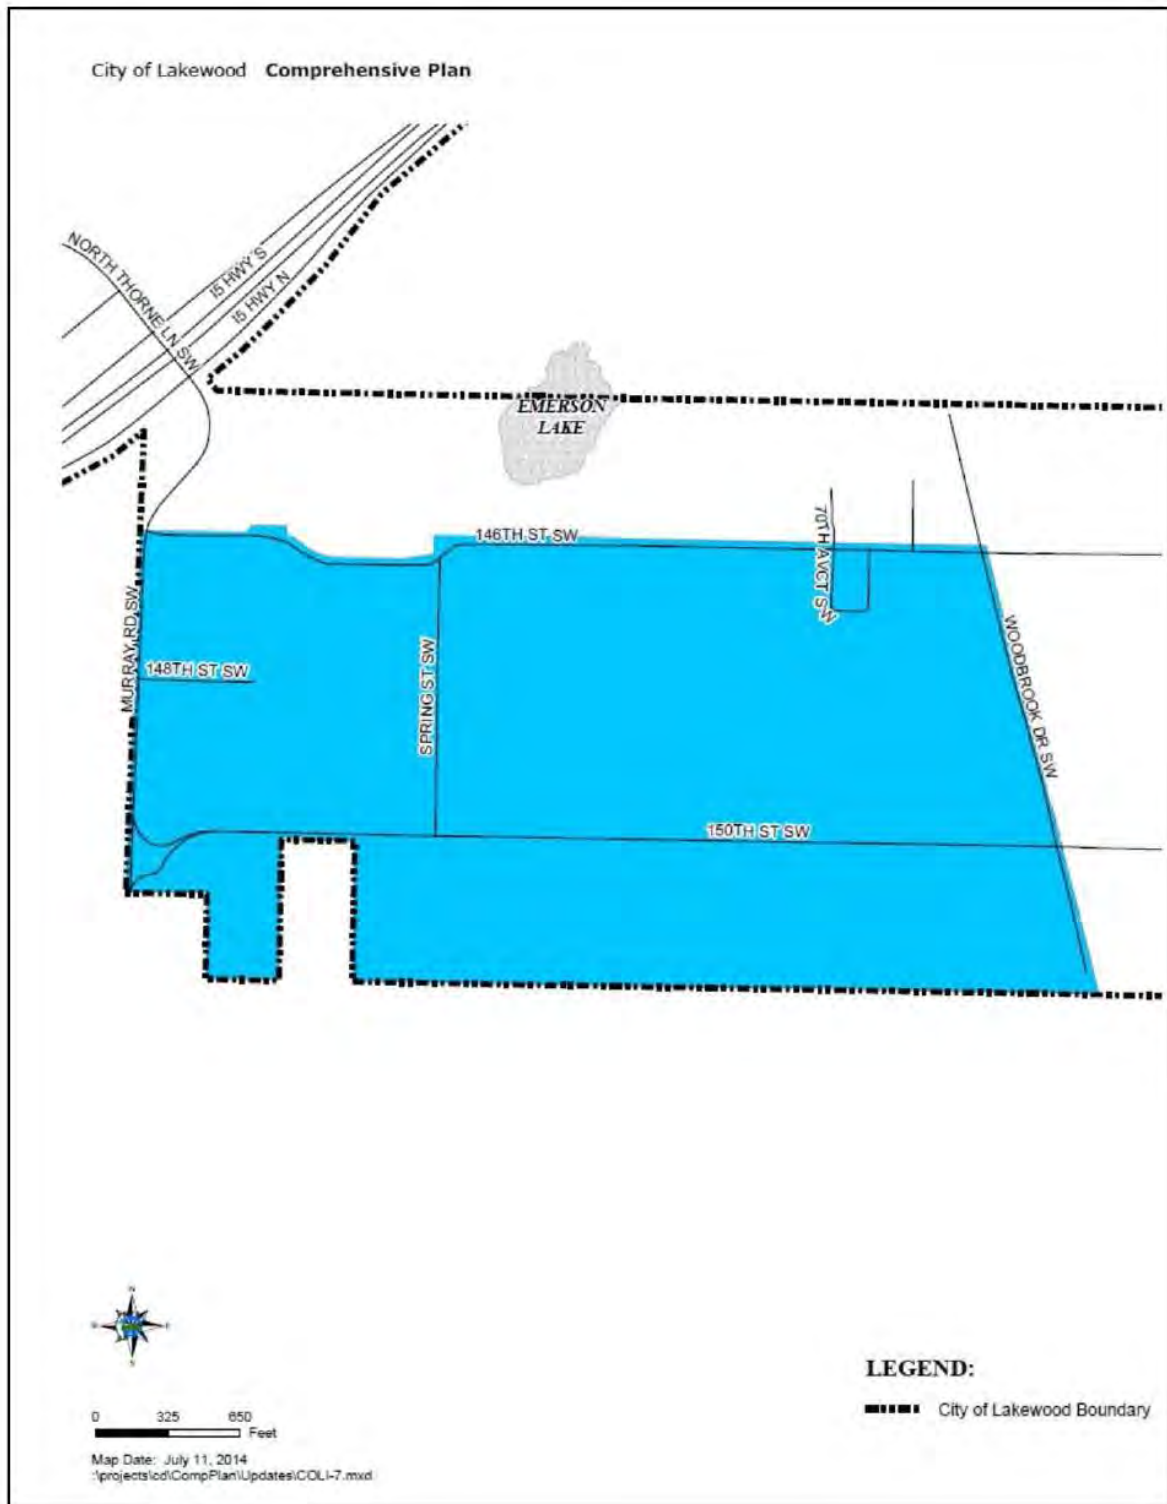 City of Lakewood Comprehensive Plan
NORTH THORNE LN SW
I5 HWY S
I5 HWY N
EMERSON
LAKE
146TH ST SW
70TH AVCT SW
MURRAY RD SW
148TH ST SW
SPRING ST SW
WOODBROOK DR SW
150TH ST SW
N
E
S
LEGEND:
City of Lakewood Boundary
0 325 650
Feet
Map Date: July 11, 2014
:\projects\cd\CompPlan\Updates\COLI-7.mxd